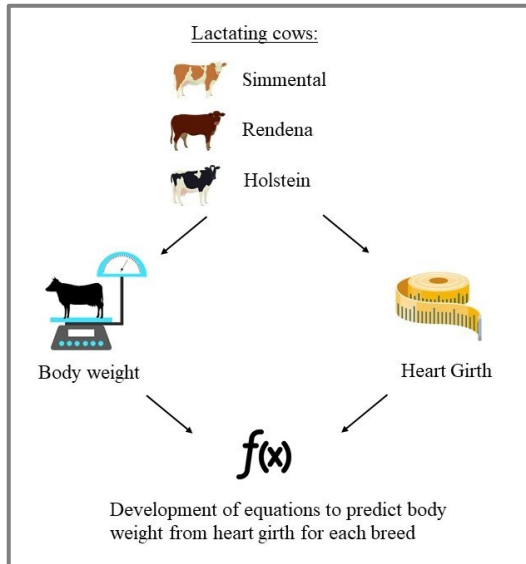 Lactating cows:
Simmental
Rendena
Holstein
Body weight
Heart Girth
f(x)
Development of equations to predict body
weight from heart girth for each breed